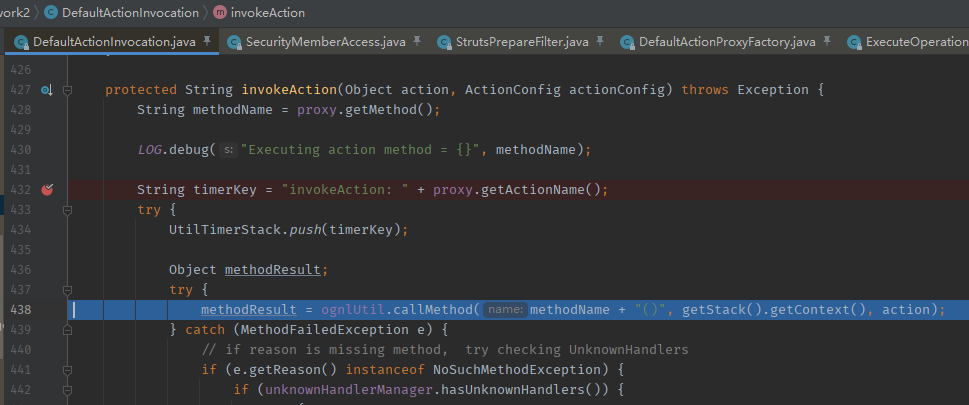 work2 〉 DefaultActionInvocation 〉 invokeAction
DefaultActionInvocation.java SecurityMemberAccess.java StrutsPrepareFilter.java DefaultActionProxyFactory.java ExecuteOperation
426
427 protected String invokeAction(Object action, ActionConfig actionConfig) throws Exception {
428 String methodName = proxy.getMethod();
429
430 LOG.debug( s: "Executing action method = {}", methodName);
431
432 String timerKey = "invokeAction: " + proxy.getActionName();
433 try {
434 UtilTimerStack.push(timerKey);
435
436 Object methodResult;
437 try {
438 methodResult = ognlUtil.callMethod( name: methodName + "()", getStack().getContext(), action);
439 } catch (MethodFailedException e) {
440 // if reason is missing method, try checking UnknownHandlers
441 if (e.getReason() instanceof NoSuchMethodException) {
442 if (unknownHandlerManager.hasUnknownHandlers()) {